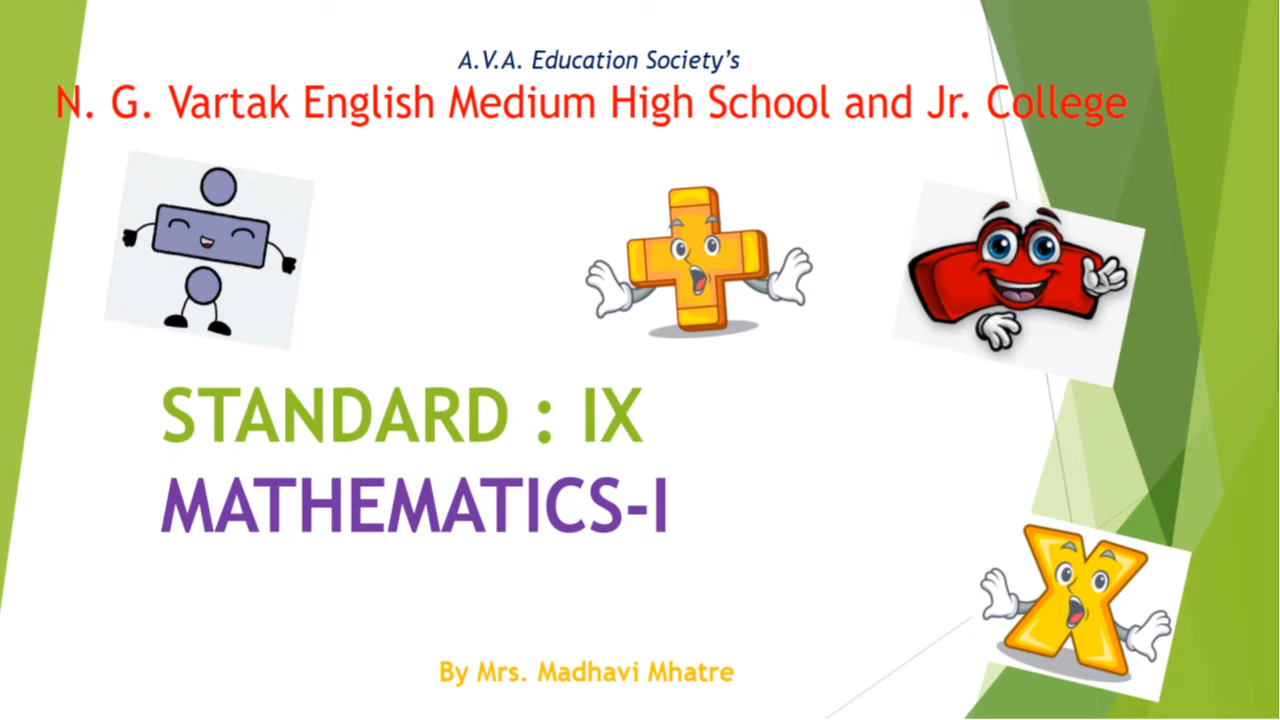 A.V.A. Education Society’s
N. G. Vartak English Medium High School and Jr. College
STANDARD : IX
MATHEMATICS-I
By Mrs. Madhavi Mhatre